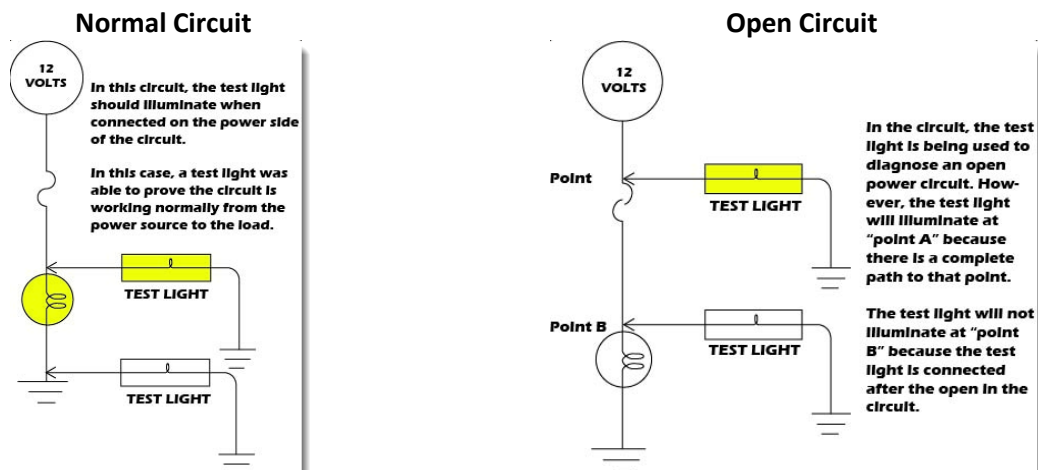 Normal Circuit
12
VOLTS
In this circuit, the test light
should illuminate when
connected on the power side
of the circuit.
In this case, a test light was
able to prove the circuit is
working normally from the
power source to the load.
TEST LIGHT
TEST LIGHT
Open Circuit
12
VOLTS
Point
TEST LIGHT
Point B
TEST LIGHT
In the circuit, the test
light is being used to
diagnose an open
power circuit. How-
ever, the test light
will illuminate at
"point A" because
there is a complete
path to that point.
The test light will not
illuminate at "point
B" because the test
light is connected
after the open in the
circuit.